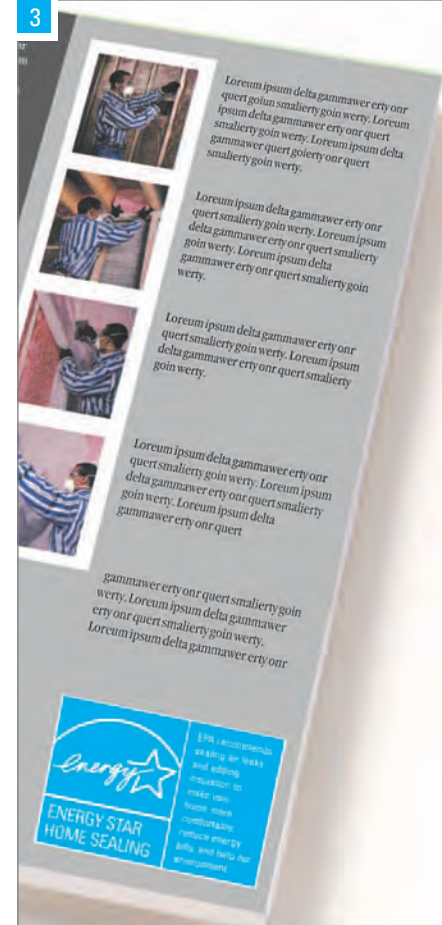 3
Loreum ipsum delta gammawer erty onr
quert goiun smalierty goin werty. Loreum
ipsum delta gammawer erty onr quert
smalierty goin werty. Loreum ipsum delta
gammawer quert goierty onr quert
smalierty goin werty.
Loreum ipsum delta gammawer erty onr
quert smalierty goin werty. Loreum ipsum
delta gammawer erty onr quert smalierty
goin werty. Loreum ipsum delta
gammawer erty onr quert smalierty goin
werty.
Loreum ipsum delta gammawer erty onr
quert smalierty goin werty. Loreum ipsum
delta gammawer erty onr quert smalierty
goin werty.
Loreum ipsum delta gammawer erty onr
quert smalierty goin werty. Loreum ipsum
delta gammawer erty onr quert smalierty
goin werty. Loreum ipsum delta
gammawer erty onr quert
gammawer erty onr quert smalierty goin
werty. Loreum ipsum delta gammawer
erty onr quert smalierty goin werty.
Loreum ipsum delta gammawer erty onr
energy
ENERGY STAR
HOME SEALING
EPA recommends
sealing air leaks
and adding
insulation to
make your
home more
comfortable,
reduce energy
bills, and help our
environment